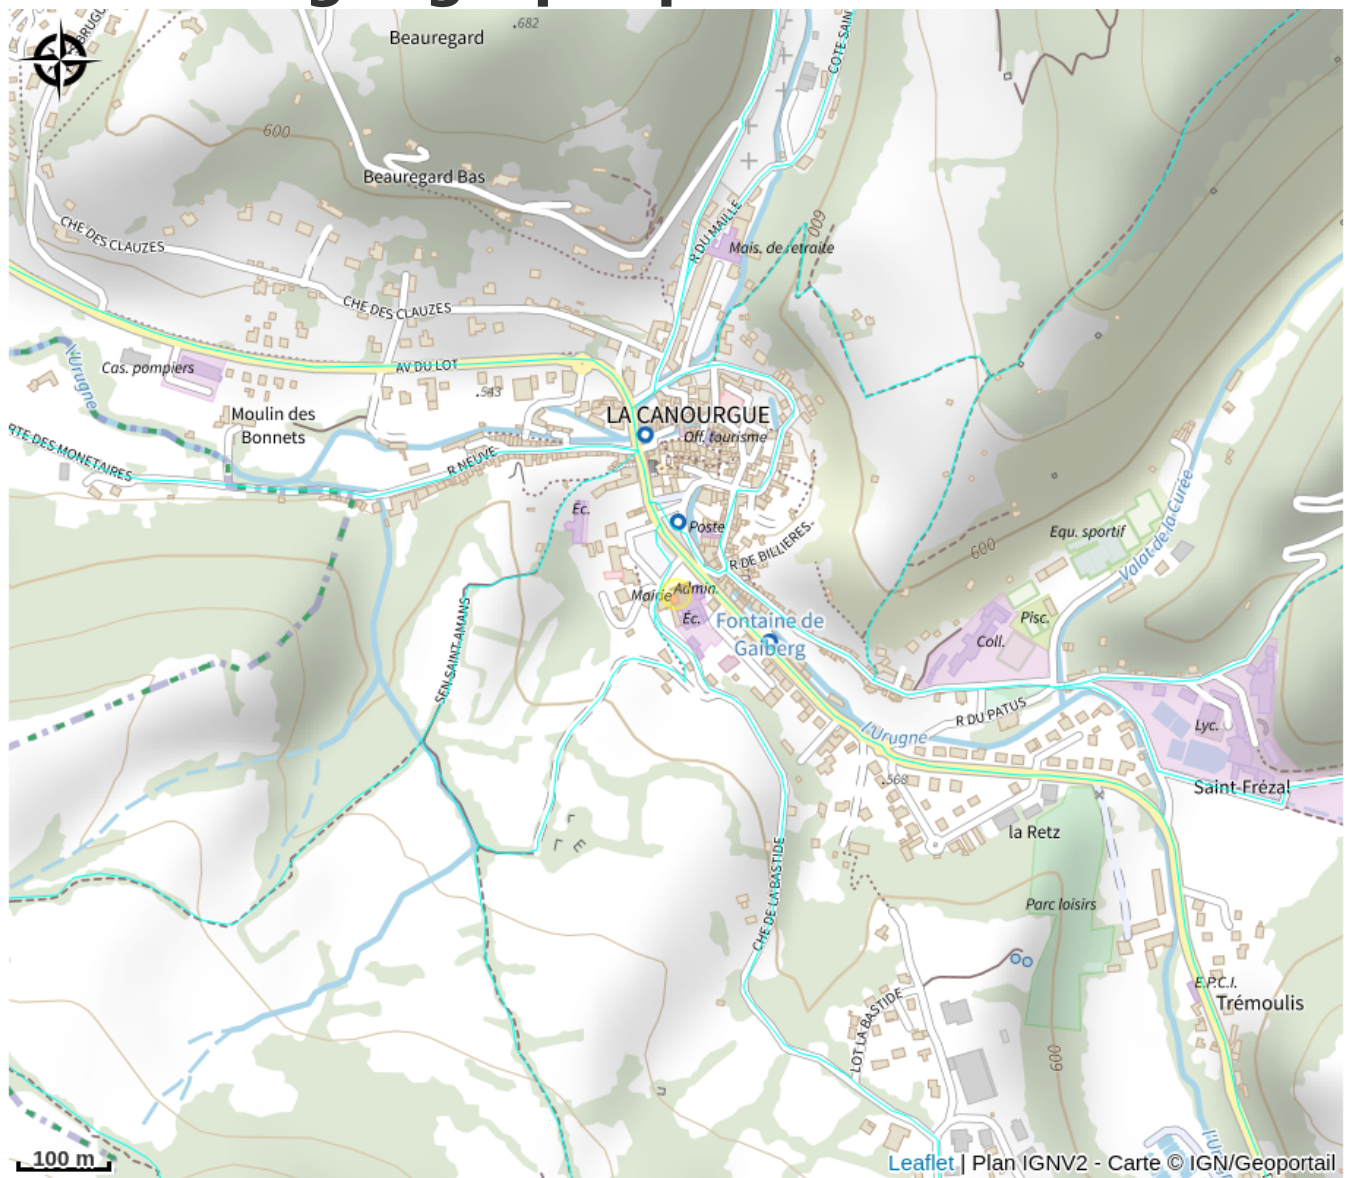 .682
Beauregard
COTE SAIN
600
Beauregard Bas
CHE DES CLAUZES
R DU MAILLE
Mais. de retraite
600
CHE DES CLAUZES
l'Urugne
Cas. pompiers
AV DU LOT
.543
Moulin des
Bonnets
LA CANOURGUE
Off. tourisme
RTE DES MONETAIRES
R NEUVE
Éc.
Poste
R DE BILLIERES
600
Equ. sportif
Valat de la Curée
Mairie
Admin.
Éc.
Fontaine de
Gaiberg
Pisc.
Coll.
SEN SAINT-AMANS
R DU PATUS
l'Urugne
Lyc.
.568
Saint-Frézal
la Retz
CHE DE LA BASTIDE
Parc loisirs
E.P.C.I.
Trémoulis
LOT LA BASTIDE
600
100 m
Leaflet | Plan IGNV2 - Carte © IGN/Geoportail